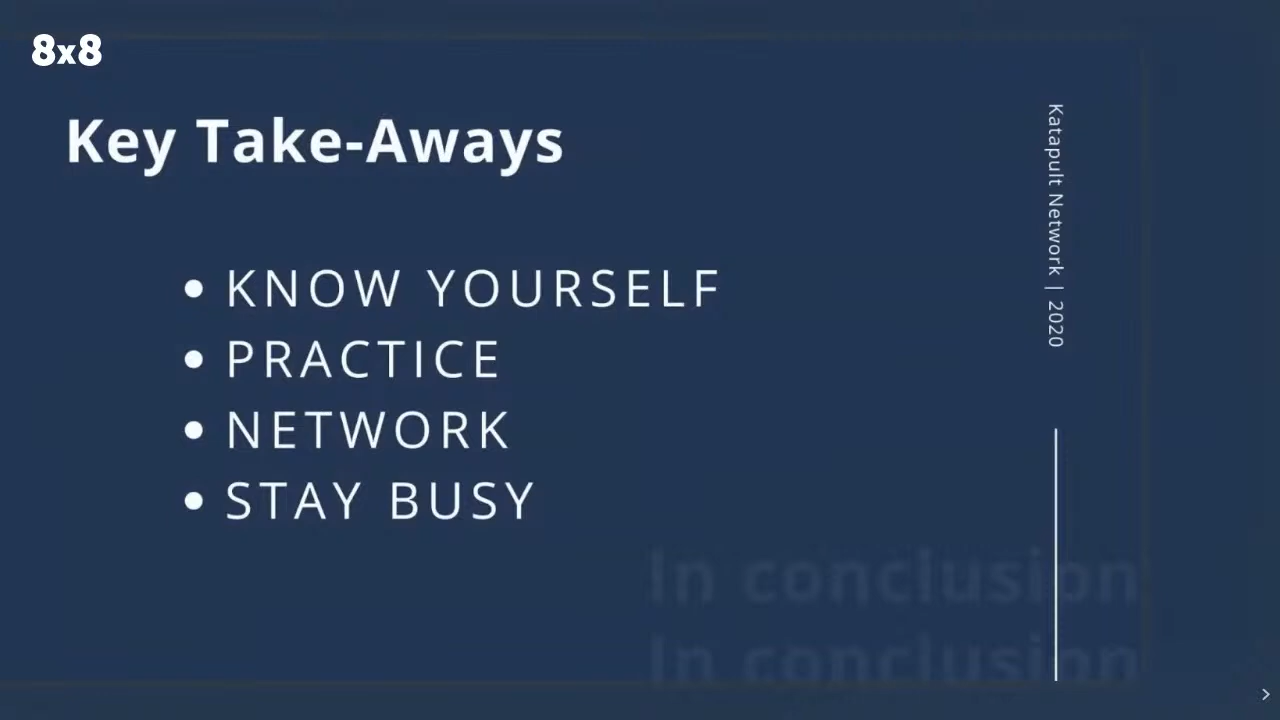 8x8
Key Take-Aways
• KNOW YOURSELF
• PRACTICE
• NETWORK
• STAY BUSY
Katapult Network | 2020
In conclusion
In conclusion